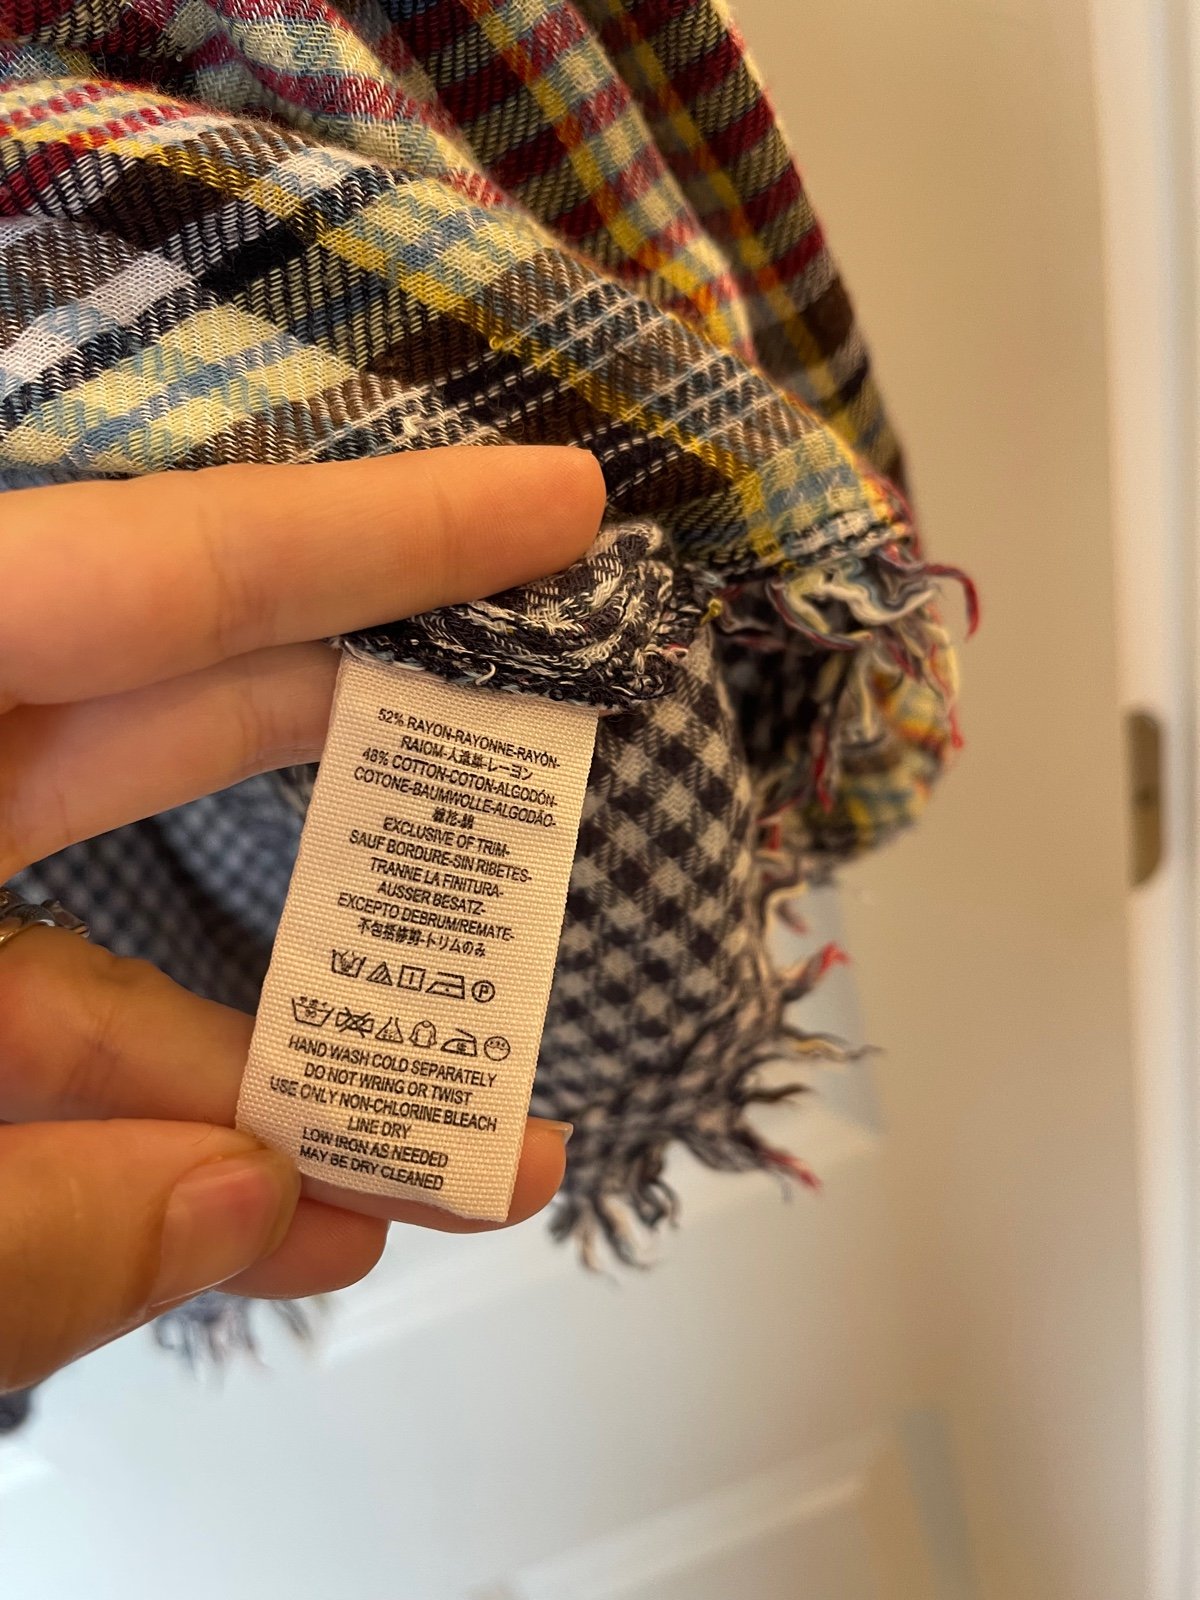 52% RAYON-RAYONNE-RAYÓN-
RAIOM-人造絲-レーヨン
48% COTTON-COTON-ALGODÓN-
COTONE-BAUMWOLLE-ALGODÃO-
棉花-綿
EXCLUSIVE OF TRIM-
SAUF BORDURE-SIN RIBETES-
TRANNE LA FINITURA-
AUSSER BESATZ-
EXCEPTO DEBRUM/REMATE-
不包括修剪-トリムのみ
P
HAND WASH COLD SEPARATELY
DO NOT WRING OR TWIST
USE ONLY NON-CHLORINE BLEACH
LINE DRY
LOW IRON AS NEEDED
MAY BE DRY CLEANED